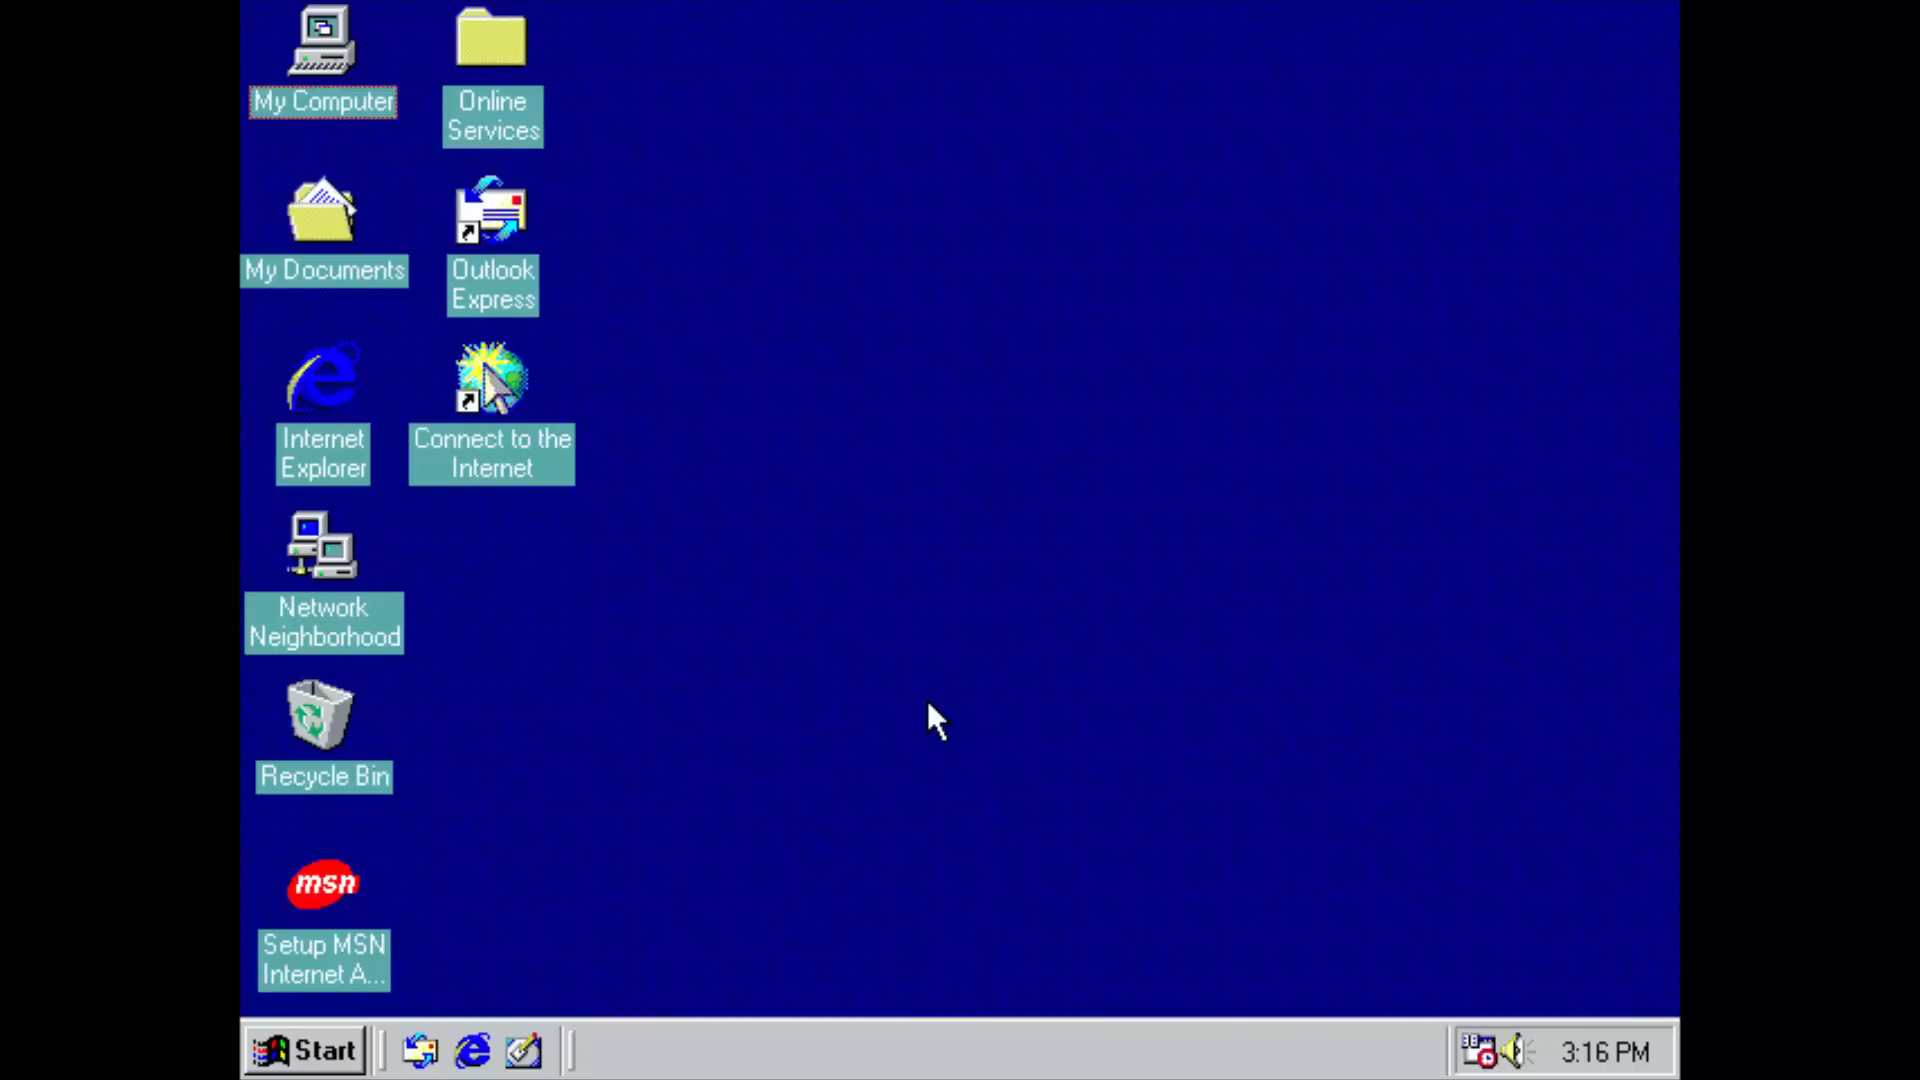 My Computer
Online
Services
My Documents
Outlook
Express
Internet
Explorer
Connect to the
Internet
Network
Neighborhood
Recycle Bin
msn
Setup MSN
Internet A...
Start
3:16 PM